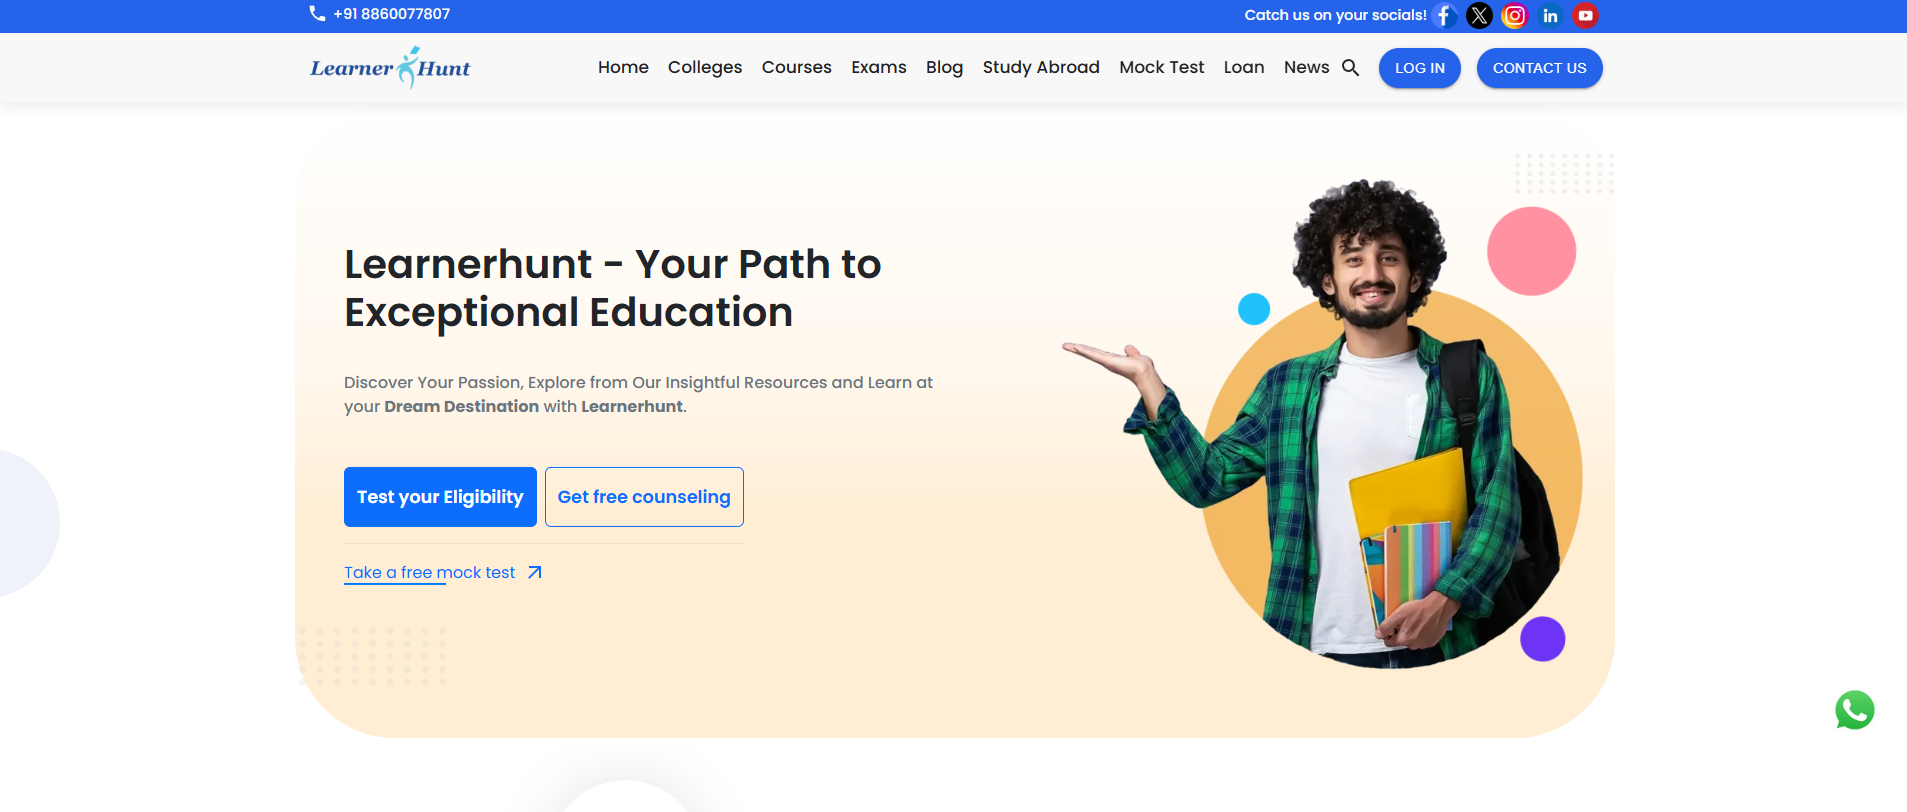 +91 8860077807
Catch us on your socials!
Learner Hunt
Home Colleges Courses Exams Blog Study Abroad Mock Test Loan News LOG IN CONTACT US
Learnerhunt - Your Path to
Exceptional Education
Discover Your Passion, Explore from Our Insightful Resources and Learn at
your Dream Destination with Learnerhunt.
Test your Eligibility
Get free counseling
Take a free mock test